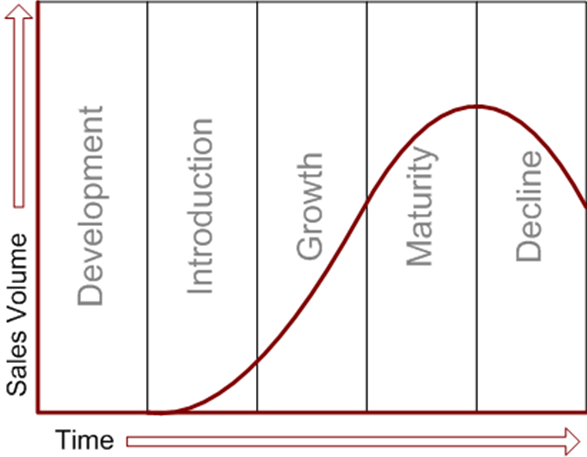 Sales Volume
Development
Introduction
Growth
Maturity
Decline
Time